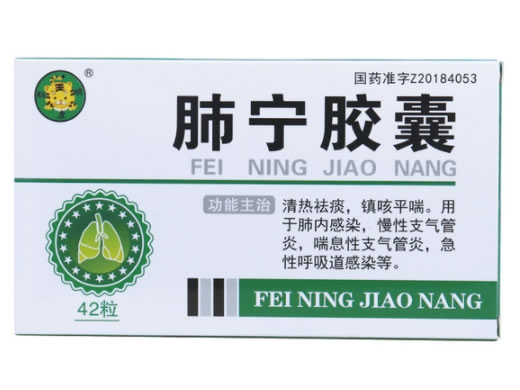 ®
国药准字Z20184053
肺宁胶囊
FEI NING JIAO NANG
功能主治
清热祛痰，镇咳平喘。用
于肺内感染，慢性支气管
炎，喘息性支气管炎，急
性呼吸道感染等。
42粒
FEI NING JIAO NANG